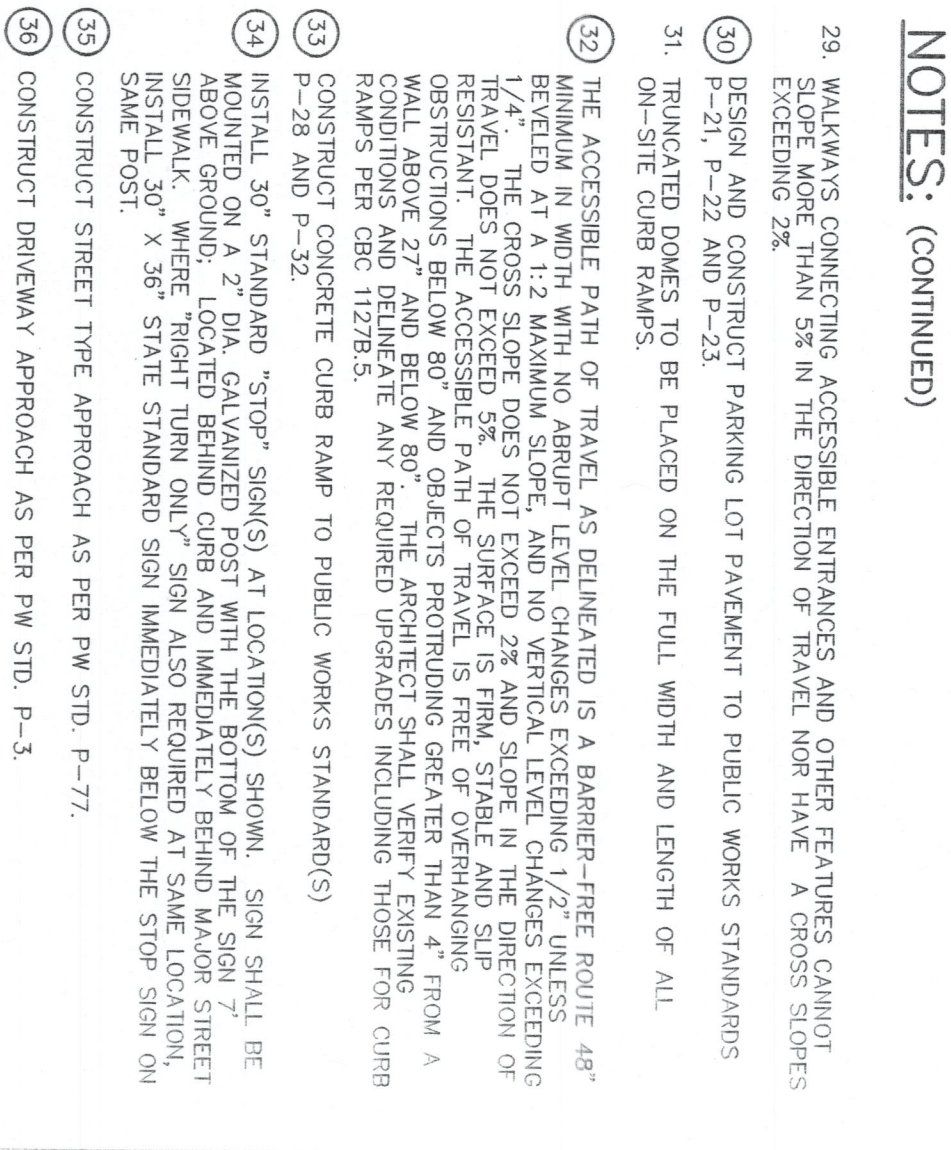 NOTES: (CONTINUED)
29. WALKWAYS CONNECTING ACCESSIBLE ENTRANCES AND OTHER FEATURES CANNOT
SLOPE MORE THAN 5% IN THE DIRECTION OF TRAVEL NOR HAVE A CROSS SLOPES
EXCEEDING 2%.
30 DESIGN AND CONSTRUCT PARKING LOT PAVEMENT TO PUBLIC WORKS STANDARDS
P-21, P-22 AND P-23.
31. TRUNCATED DOMES TO BE PLACED ON THE FULL WIDTH AND LENGTH OF ALL
ON-SITE CURB RAMPS.
32 THE ACCESSIBLE PATH OF TRAVEL AS DELINEATED IS A BARRIER-FREE ROUTE 48"
MINIMUM IN WIDTH WITH NO ABRUPT LEVEL CHANGES EXCEEDING 1/2" UNLESS
BEVELED AT A 1:2 MAXIMUM SLOPE, AND NO VERTICAL LEVEL CHANGES EXCEEDING
1/4". THE CROSS SLOPE DOES NOT EXCEED 2% AND SLOPE IN THE DIRECTION OF
TRAVEL DOES NOT EXCEED 5%. THE SURFACE IS FIRM, STABLE AND SLIP
RESISTANT. THE ACCESSIBLE PATH OF TRAVEL IS FREE OF OVERHANGING
OBSTRUCTIONS BELOW 80" AND OBJECTS PROTRUDING GREATER THAN 4" FROM A
WALL ABOVE 27" AND BELOW 80". THE ARCHITECT SHALL VERIFY EXISTING
CONDITIONS AND DELINEATE ANY REQUIRED UPGRADES INCLUDING THOSE FOR CURB
RAMPS PER CBC 1127B.5.
33 CONSTRUCT CONCRETE CURB RAMP TO PUBLIC WORKS STANDARD(S)
P-28 AND P-32.
34 INSTALL 30" STANDARD "STOP" SIGN(S) AT LOCATION(S) SHOWN. SIGN SHALL BE
MOUNTED ON A 2" DIA. GALVANIZED POST WITH THE BOTTOM OF THE SIGN 7'
ABOVE GROUND; LOCATED BEHIND CURB AND IMMEDIATELY BEHIND MAJOR STREET
SIDEWALK. WHERE "RIGHT TURN ONLY" SIGN ALSO REQUIRED AT SAME LOCATION,
INSTALL 30" X 36" STATE STANDARD SIGN IMMEDIATELY BELOW THE STOP SIGN ON
SAME POST.
35 CONSTRUCT STREET TYPE APPROACH AS PER PW STD. P-77.
36 CONSTRUCT DRIVEWAY APPROACH AS PER PW STD. P-3.